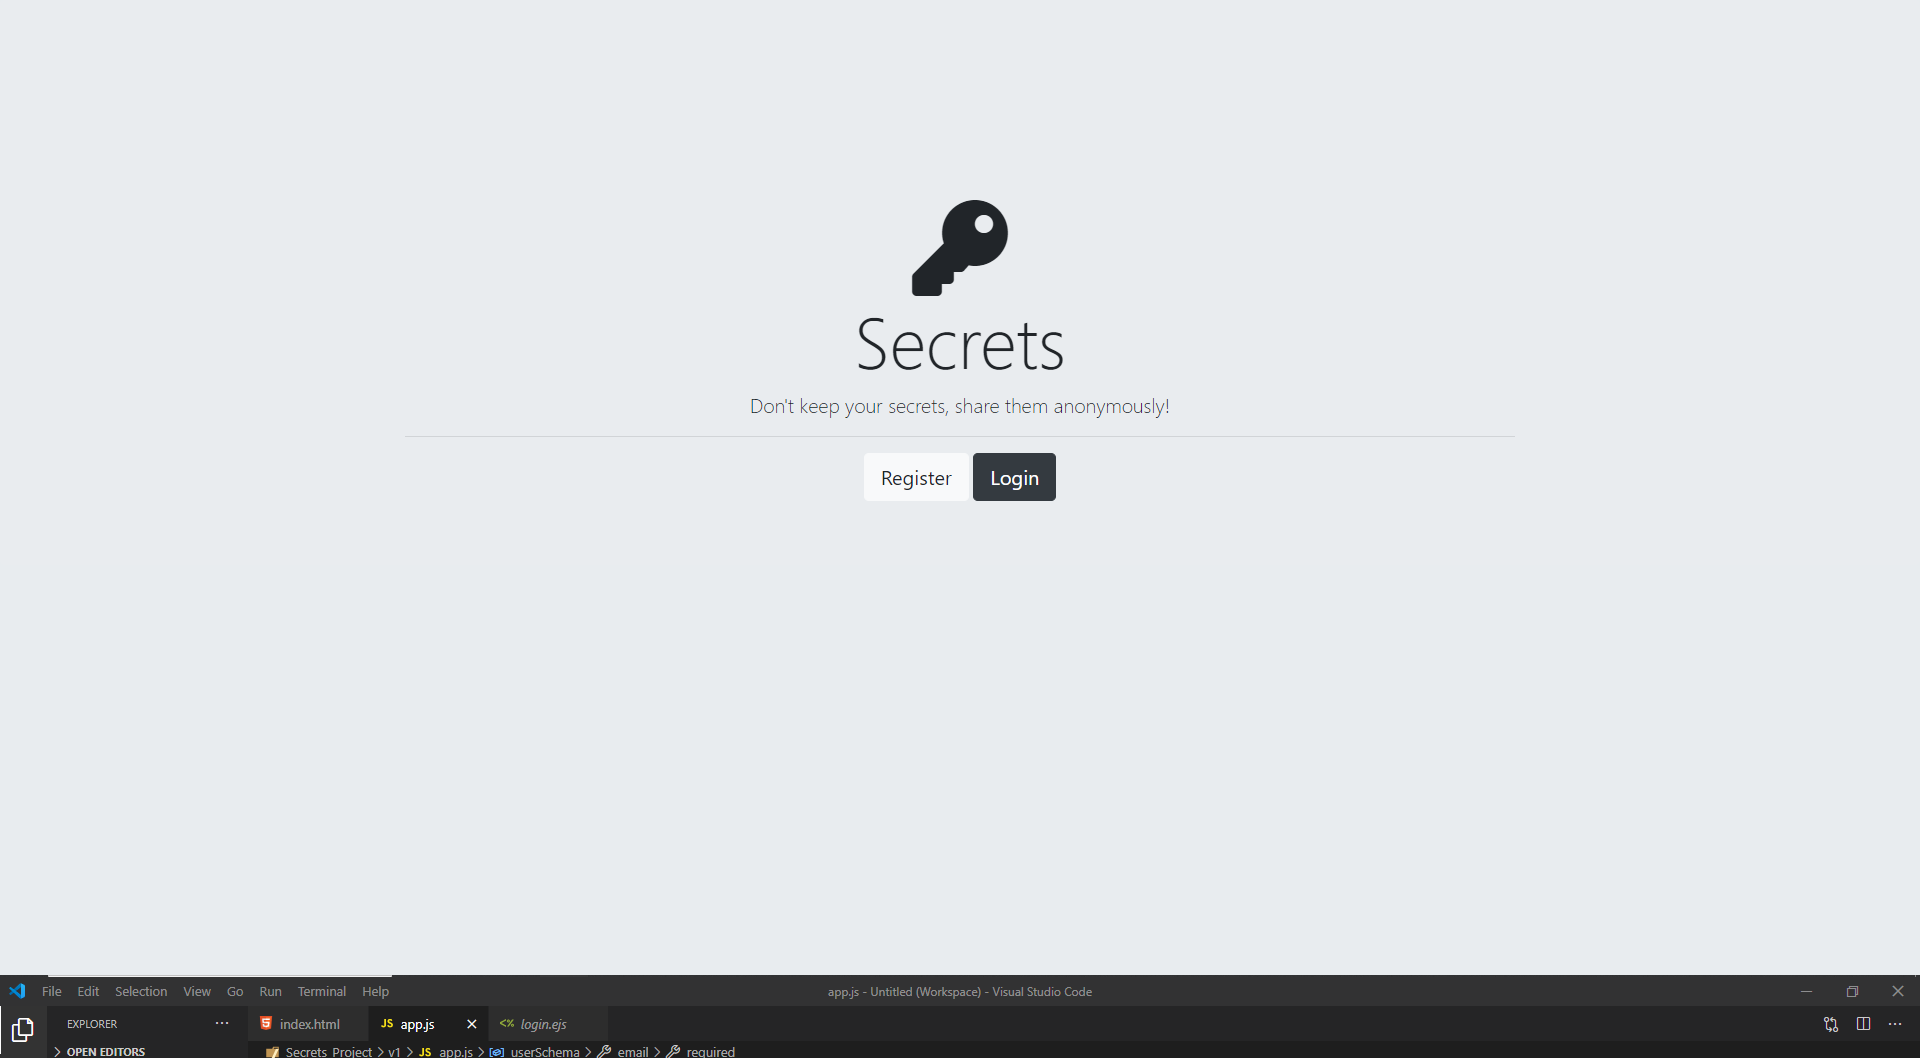 Secrets
Don't keep your secrets, share them anonymously!
Register Login
File Edit Selection View Go Run Terminal Help app.js - Untitled (Workspace) - Visual Studio Code
EXPLORER index.html JS app.js <% login.ejs
OPEN EDITORS Secrets Project > v1 > JS app.js > userSchema > email > required